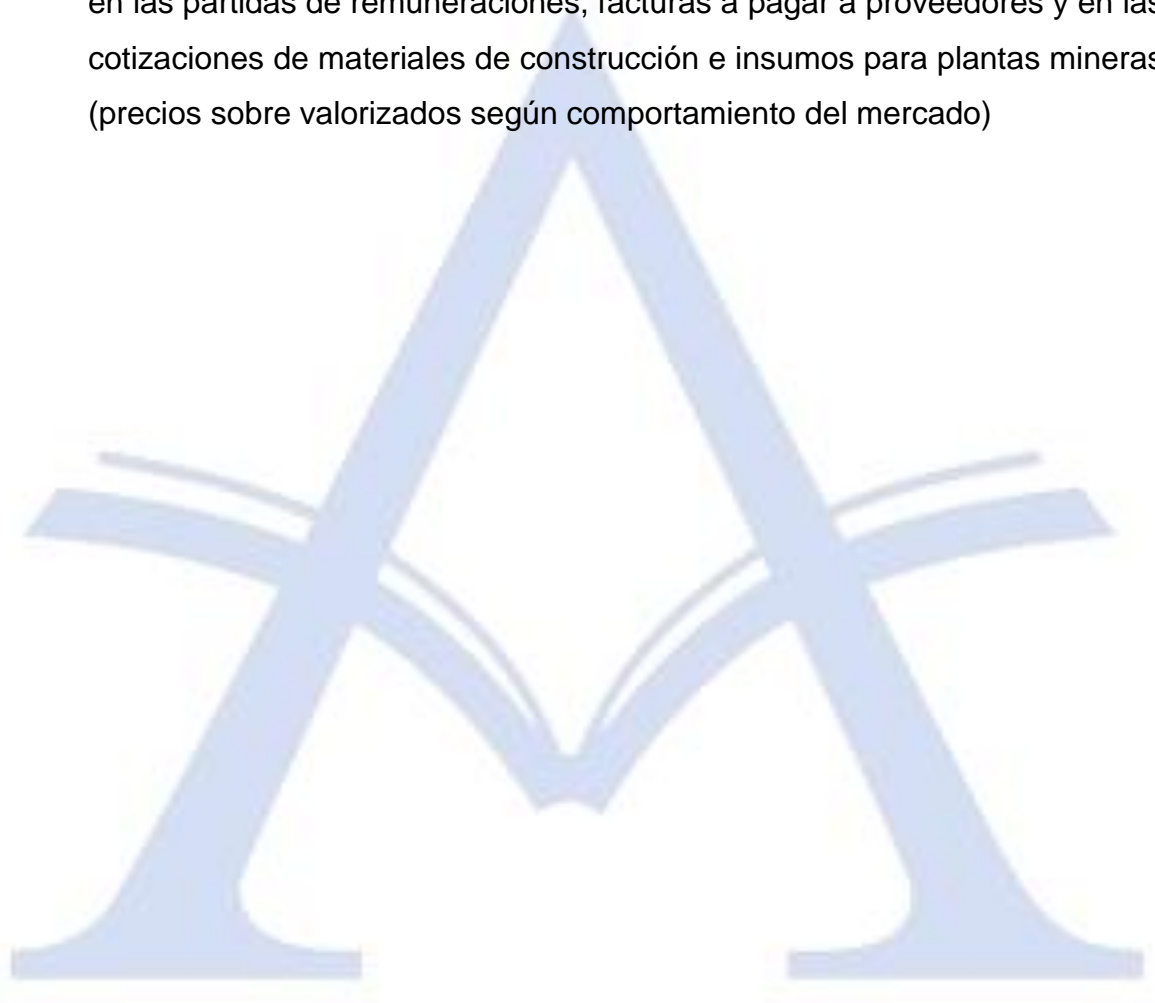 en las partidas de remuneraciones, facturas a pagar a proveedores y en las
cotizaciones de materiales de construcción e insumos para plantas mineras
(precios sobre valorizados según comportamiento del mercado)